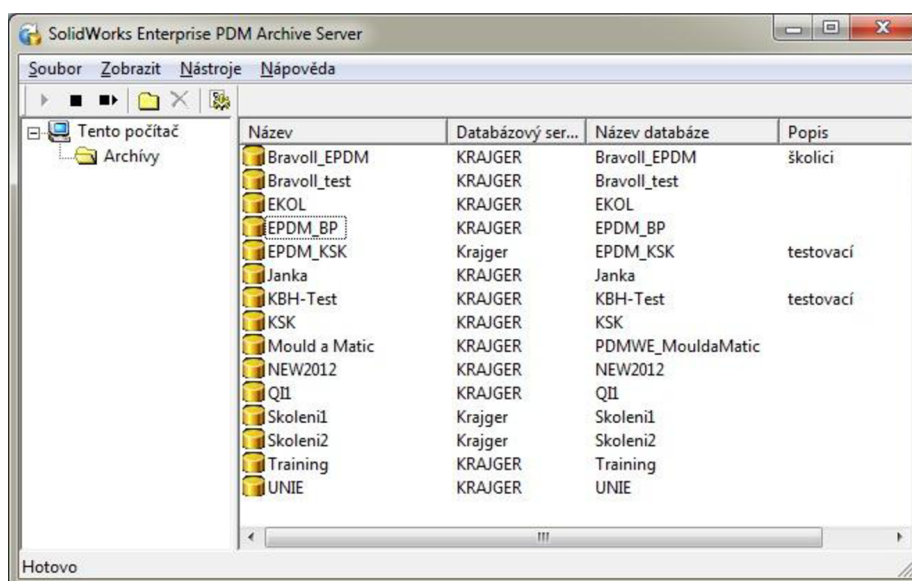 SolidWorks Enterprise PDM Archive Server
Soubor Zobrazit Nástroje Nápověda
Tento počítač
Archívy
Název Databázový ser... Název databáze Popis
Bravoll_EPDM KRAJGER Bravoll_EPDM školici
Bravoll_test KRAJGER Bravoll_test
EKOL KRAJGER EKOL
EPDM_BP KRAJGER EPDM_BP
EPDM_KSK Krajger EPDM_KSK testovací
Janka KRAJGER Janka
KBH-Test KRAJGER KBH-Test testovací
KSK KRAJGER KSK
Mould a Matic KRAJGER PDMWE_MouldaMatic
NEW2012 KRAJGER NEW2012
QI1 KRAJGER QI1
Skoleni1 Krajger Skoleni1
Skoleni2 Krajger Skoleni2
Training KRAJGER Training
UNIE KRAJGER UNIE
Hotovo